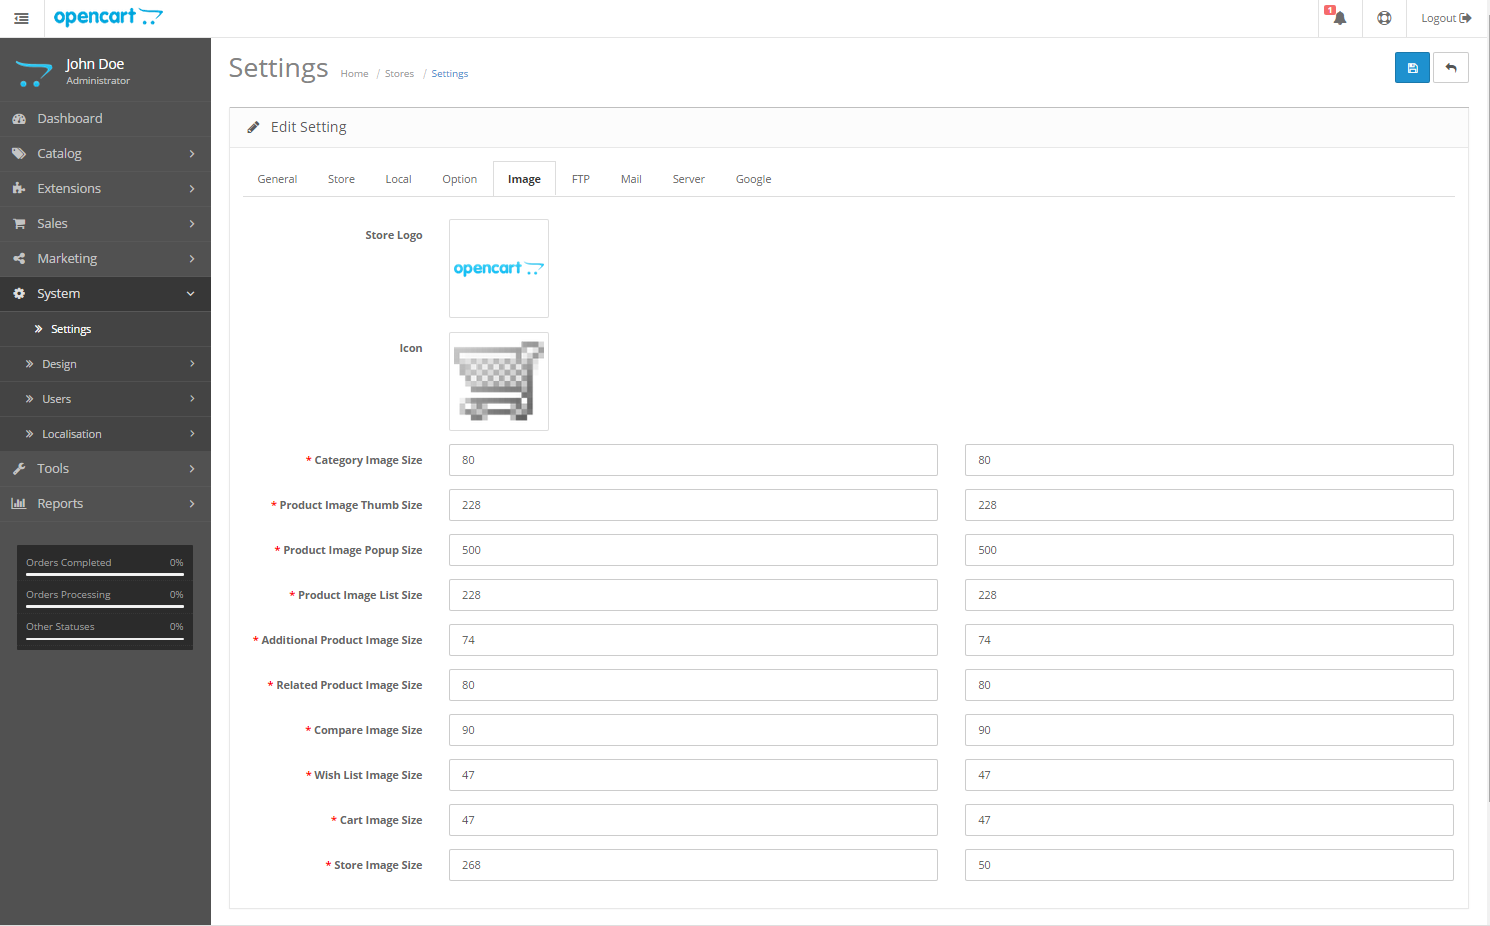 opencart
1
Logout
John Doe
Administrator
Dashboard
Catalog
Extensions
Sales
Marketing
System
Settings
Design
Users
Localisation
Tools
Reports
Orders Completed 0%
Orders Processing 0%
Other Statuses 0%
Settings Home / Stores / Settings
Edit Setting
General Store Local Option Image FTP Mail Server Google
Store Logo
opencart
Icon
* Category Image Size 80 80
* Product Image Thumb Size 228 228
* Product Image Popup Size 500 500
* Product Image List Size 228 228
* Additional Product Image Size 74 74
* Related Product Image Size 80 80
* Compare Image Size 90 90
* Wish List Image Size 47 47
* Cart Image Size 47 47
* Store Image Size 268 50